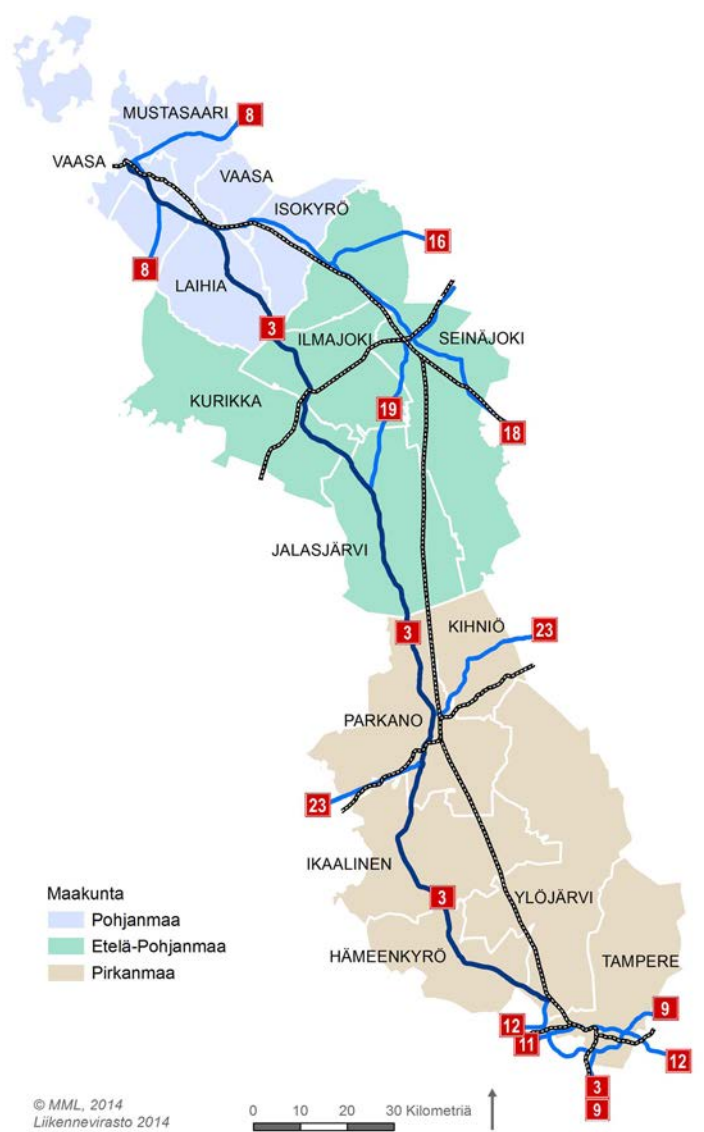 MUSTASAARI
8
VAASA
VAASA
ISOKYRÖ
16
8
LAIHIA
3
ILMAJOKI
SEINÄJOKI
KURIKKA
19
18
JALASJÄRVI
3
KIHNIÖ
23
PARKANO
23
IKAALINEN
3
YLÖJÄRVI
Maakunta
Pohjanmaa
Etelä-Pohjanmaa
Pirkanmaa
HÄMEENKYRÖ
TAMPERE
9
12
11
12
3
9
© MML, 2014
Liikennevirasto 2014
0 10 20 30 Kilometriä